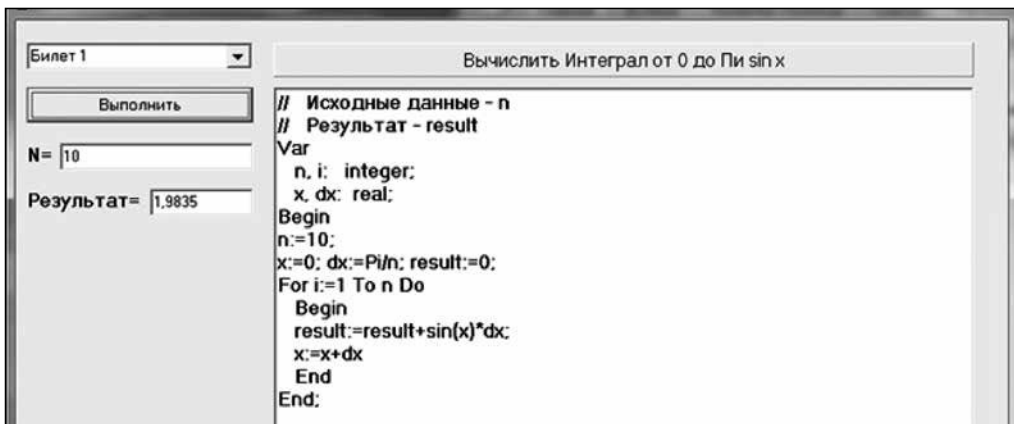 Билет 1
Вычислить Интеграл от 0 до Пи sin x
Выполнить
N= 10
Результат= 1,9835
// Исходные данные - n
// Результат - result
Var
n, i: integer;
x, dx: real;
Begin
n:=10;
x:=0; dx:=Pi/n; result:=0;
For i:=1 To n Do
Begin
result:=result+sin(x)*dx;
x:=x+dx
End
End;